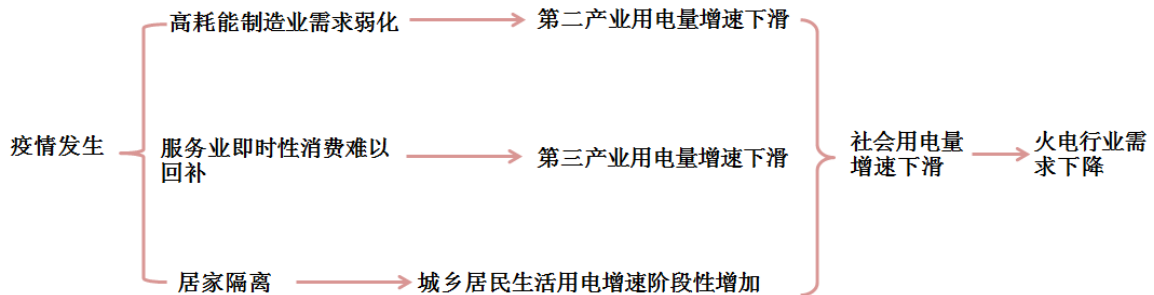 高耗能制造业需求弱化
第二产业用电量增速下滑
疫情发生
服务业即时性消费难以
回补
第三产业用电量增速下滑
社会用电量
增速下滑
火电行业需
求下降
居家隔离
城乡居民生活用电增速阶段性增加